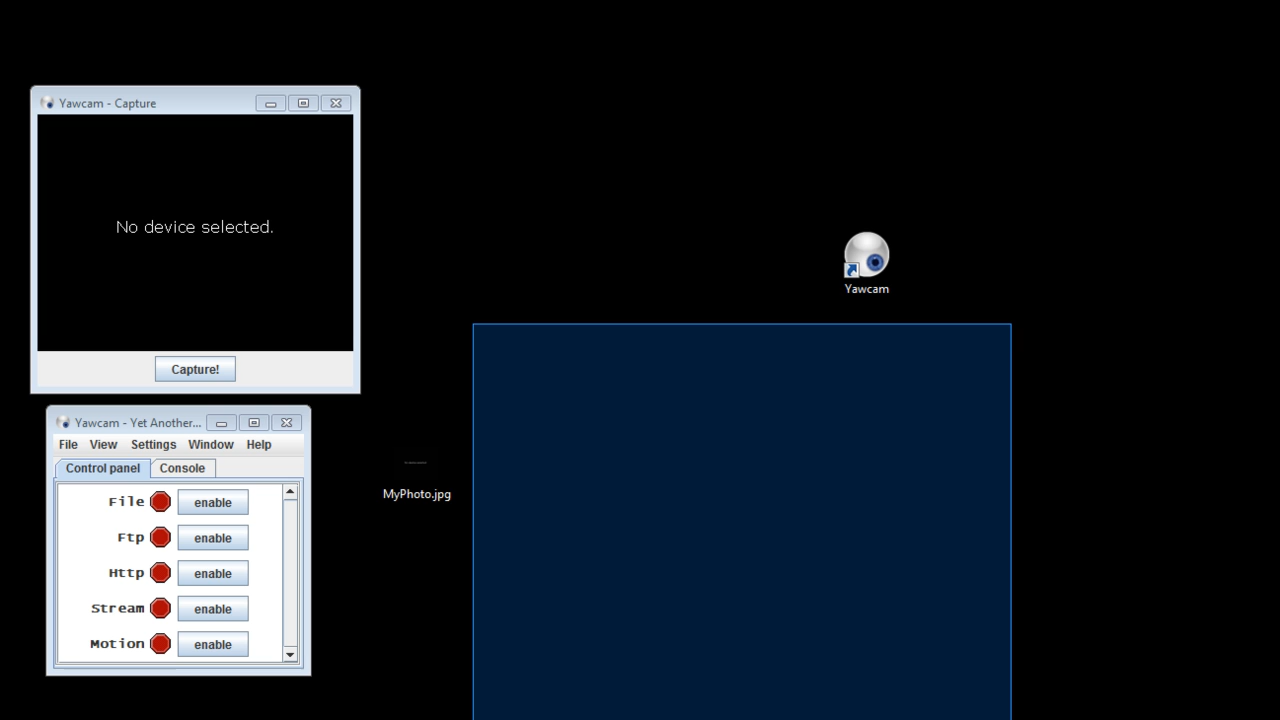 Yawcam - Capture
No device selected.
Capture!
Yawcam
Yawcam - Yet Another...
File View Settings Window Help
Control panel Console
File enable
Ftp enable
Http enable
Stream enable
Motion enable
MyPhoto.jpg